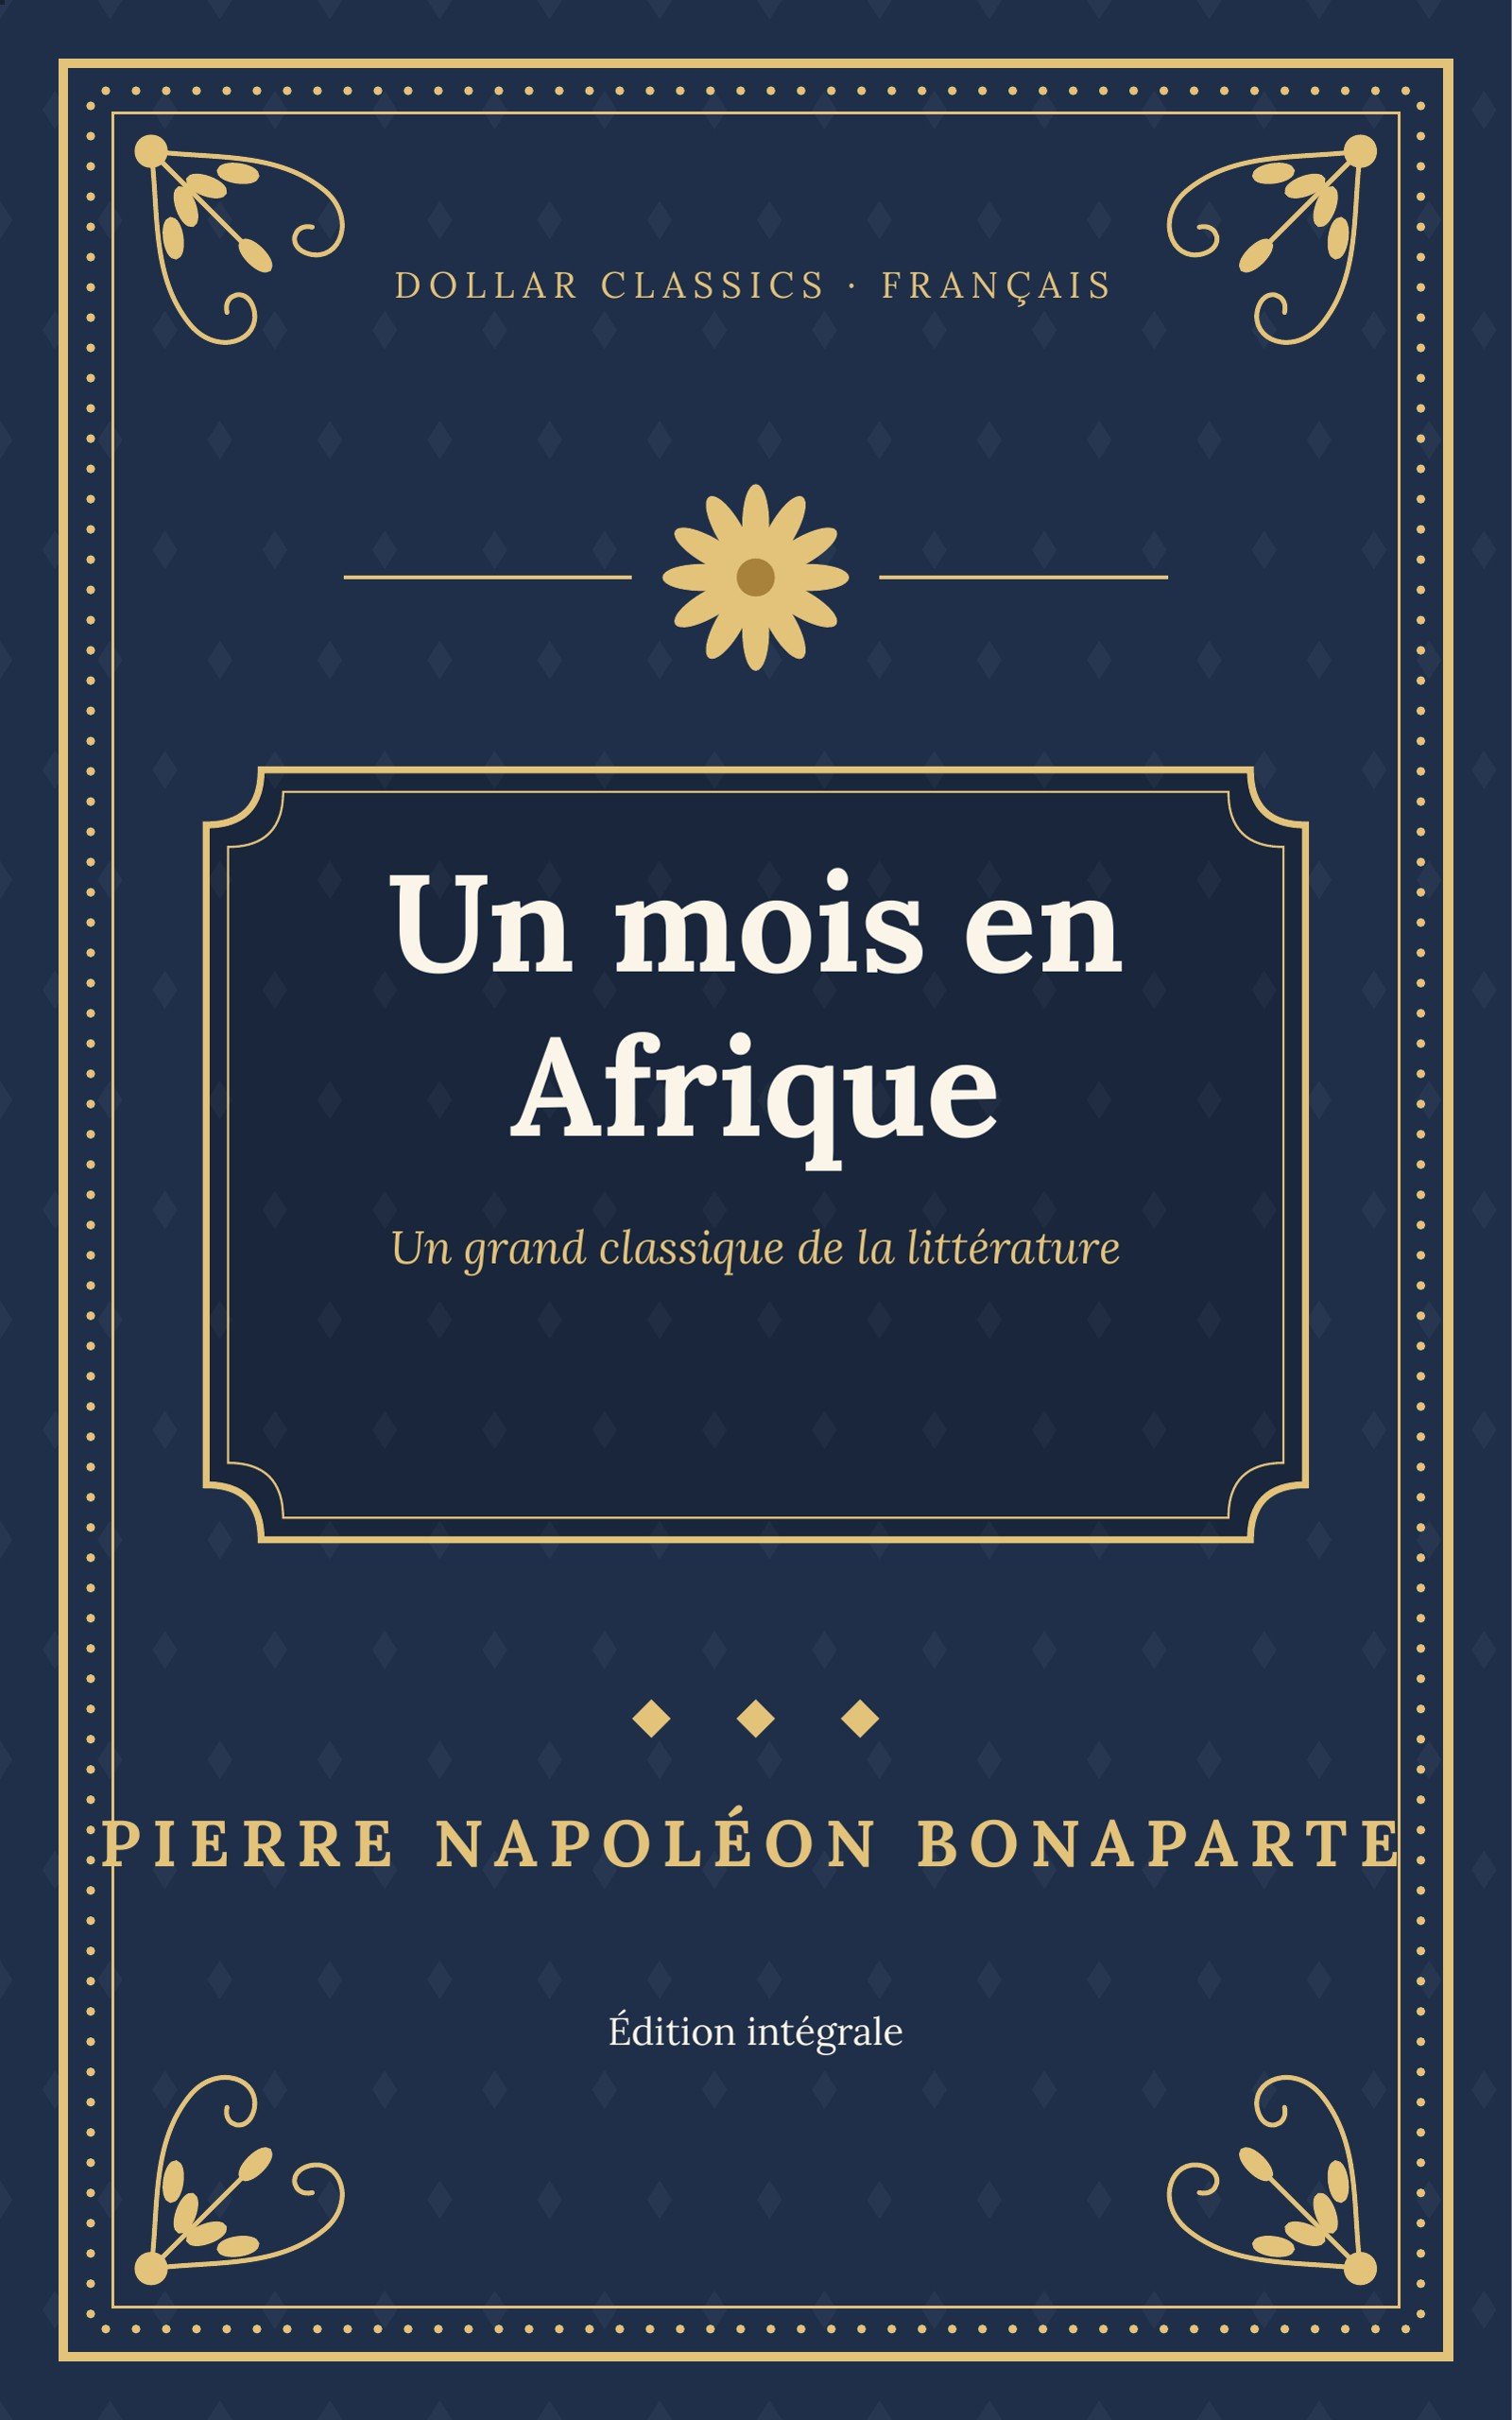 DOLLAR CLASSICS · FRANÇAIS
Un mois en
Afrique
Un grand classique de la littérature
PIERRE NAPOLÉON BONAPARTE
Édition intégrale